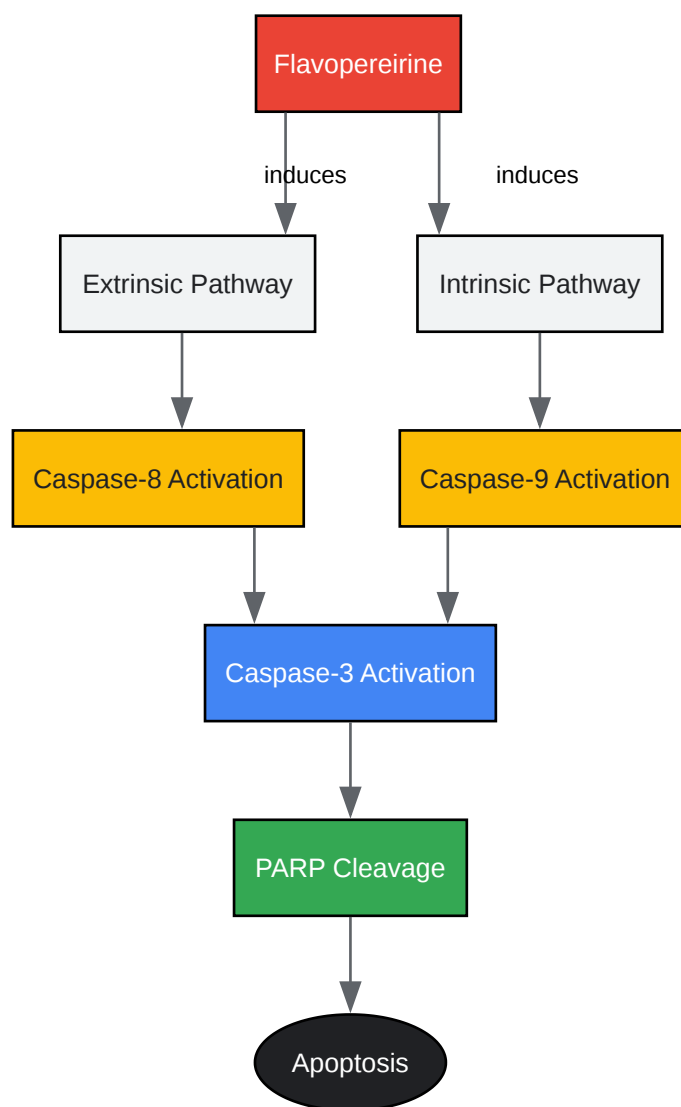 Flavopereirine
induces
induces
Extrinsic Pathway
Intrinsic Pathway
Caspase-8 Activation
Caspase-9 Activation
Caspase-3 Activation
PARP Cleavage
Apoptosis